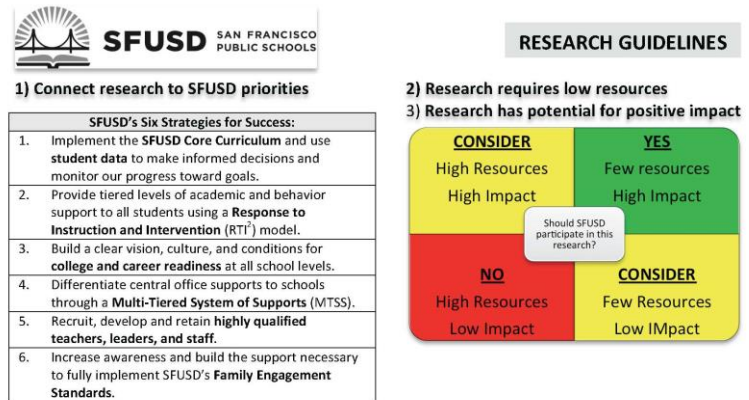 SFUSD
SAN FRANCISCO
PUBLIC SCHOOLS
RESEARCH GUIDELINES
1) Connect research to SFUSD priorities
SFUSD's Six Strategies for Success:
1. Implement the SFUSD Core Curriculum and use
student data to make informed decisions and
monitor our progress toward goals.
2. Provide tiered levels of academic and behavior
support to all students using a Response to
Instruction and Intervention (RTI²) model.
3. Build a clear vision, culture, and conditions for
college and career readiness at all school levels.
4. Differentiate central office supports to schools
through a Multi-Tiered System of Supports (MTSS).
5. Recruit, develop and retain highly qualified
teachers, leaders, and staff.
6. Increase awareness and build the support necessary
to fully implement SFUSD's Family Engagement
Standards.
2) Research requires low resources
3) Research has potential for positive impact
CONSIDER
High Resources
High Impact
YES
Few resources
High Impact
Should SFUSD
participate in this
research?
NO
High Resources
Low Impact
CONSIDER
Few Resources
Low IMpact